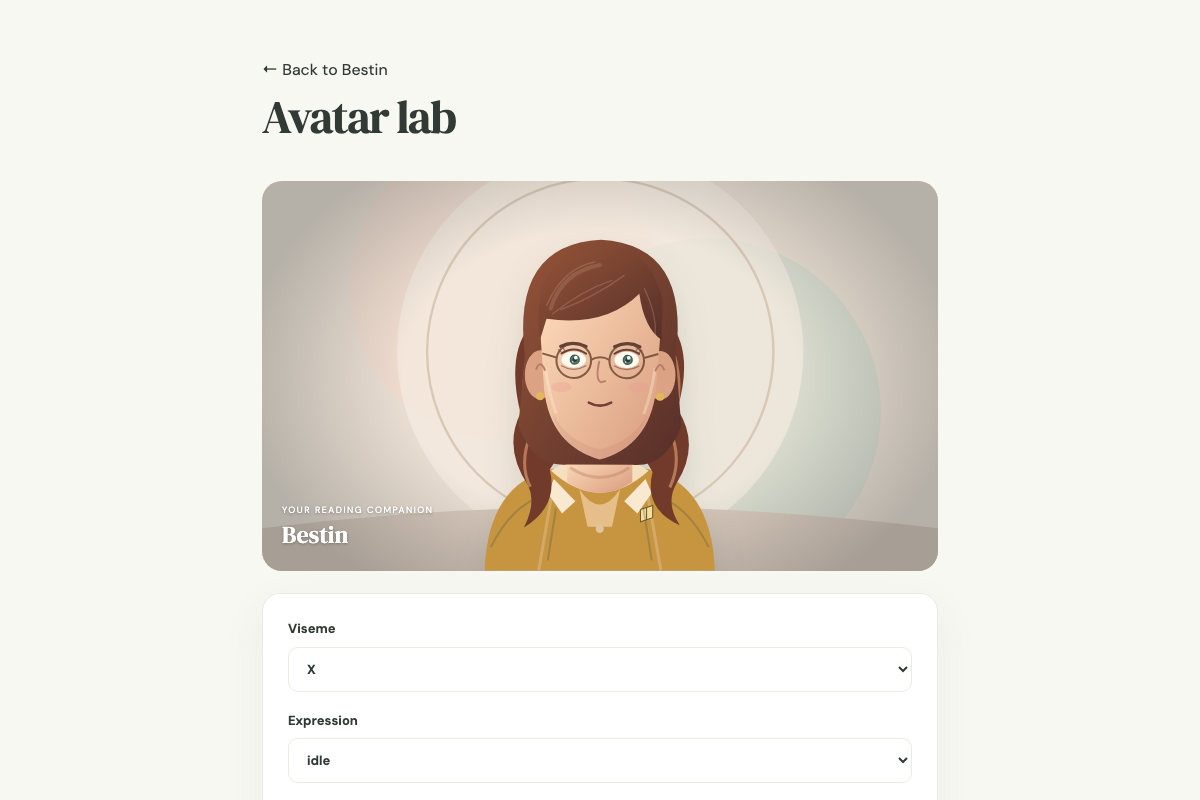 ← Back to Bestin
Avatar lab
YOUR READING COMPANION
Bestin
Viseme
X
Expression
idle